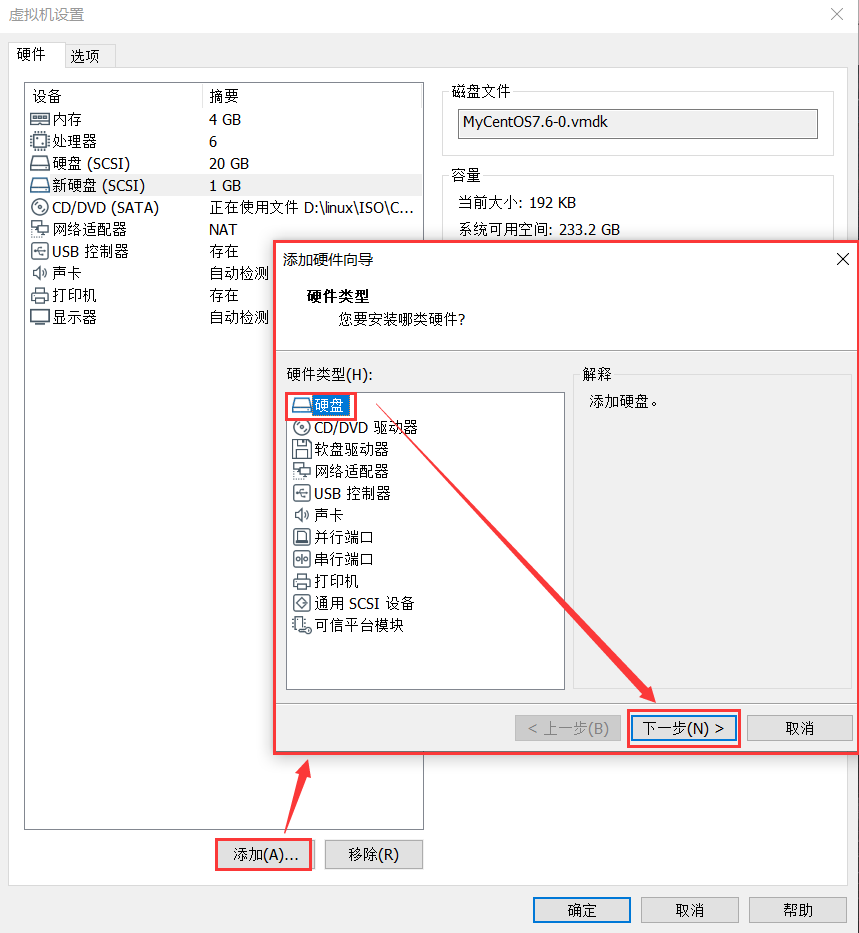 虚拟机设置
硬件
选项
设备 摘要
内存 4 GB
处理器 6
硬盘 (SCSI) 20 GB
新硬盘 (SCSI) 1 GB
CD/DVD (SATA) 正在使用文件 D:\linux\ISO\C...
网络适配器 NAT
USB 控制器 存在
声卡 自动检测
打印机 存在
显示器 自动检测
磁盘文件
MyCentOS7.6-0.vmdk
容量
当前大小: 192 KB
系统可用空间: 233.2 GB
添加硬件向导
硬件类型
您要安装哪类硬件?
硬件类型(H):
硬盘
CD/DVD 驱动器
软盘驱动器
网络适配器
USB 控制器
声卡
并行端口
串行端口
打印机
通用 SCSI 设备
可信平台模块
解释
添加硬盘。
< 上一步(B)
下一步(N) >
取消
添加(A)...
移除(R)
确定
取消
帮助